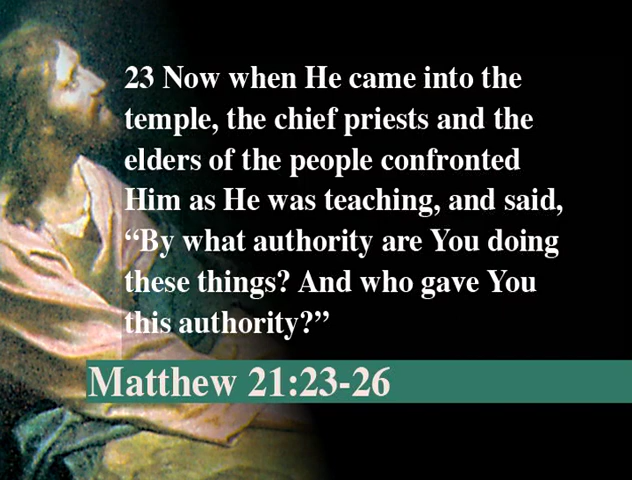 23 Now when He came into the
temple, the chief priests and the
elders of the people confronted
Him as He was teaching, and said,
“By what authority are You doing
these things? And who gave You
this authority?”
Matthew 21:23-26